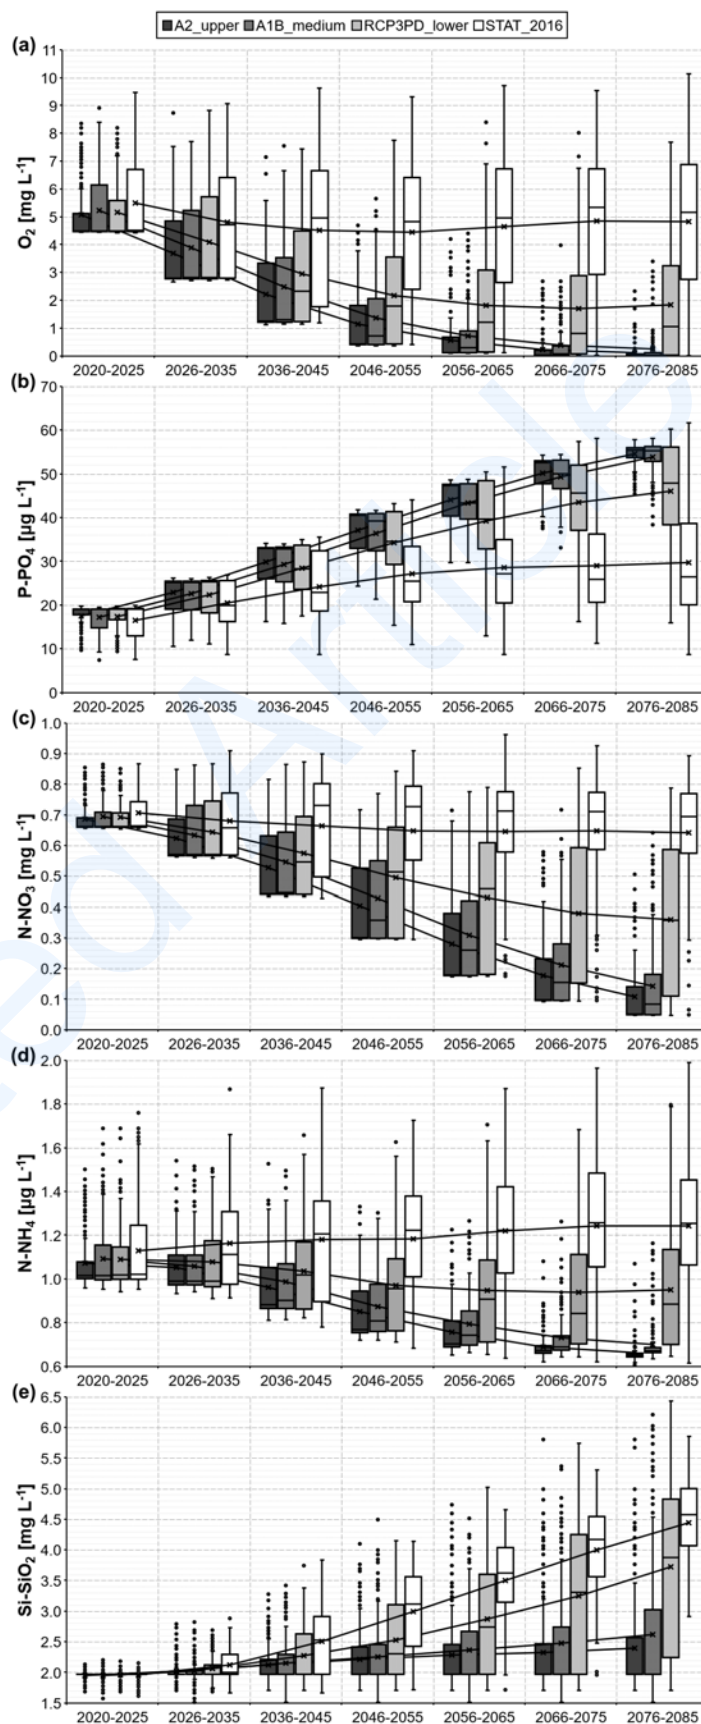 A2_upper A1B_medium RCP3PD_lower STAT_2016
(a)
O2 [mg L-1]
11
10
9
8
7
6
5
4
3
2
1
0
2020-2025 2026-2035 2036-2045 2046-2055 2056-2065 2066-2075 2076-2085
(b)
P-PO4 [µg L-1]
70
60
50
40
30
20
10
0
2020-2025 2026-2035 2036-2045 2046-2055 2056-2065 2066-2075 2076-2085
(c)
N-NO3 [mg L-1]
1.0
0.9
0.8
0.7
0.6
0.5
0.4
0.3
0.2
0.1
0.0
2020-2025 2026-2035 2036-2045 2046-2055 2056-2065 2066-2075 2076-2085
(d)
N-NH4 [µg L-1]
2.0
1.8
1.6
1.4
1.2
1.0
0.8
0.6
2020-2025 2026-2035 2036-2045 2046-2055 2056-2065 2066-2075 2076-2085
(e)
Si-SiO2 [mg L-1]
6.5
6.0
5.5
5.0
4.5
4.0
3.5
3.0
2.5
2.0
1.5
2020-2025 2026-2035 2036-2045 2046-2055 2056-2065 2066-2075 2076-2085
ed Article